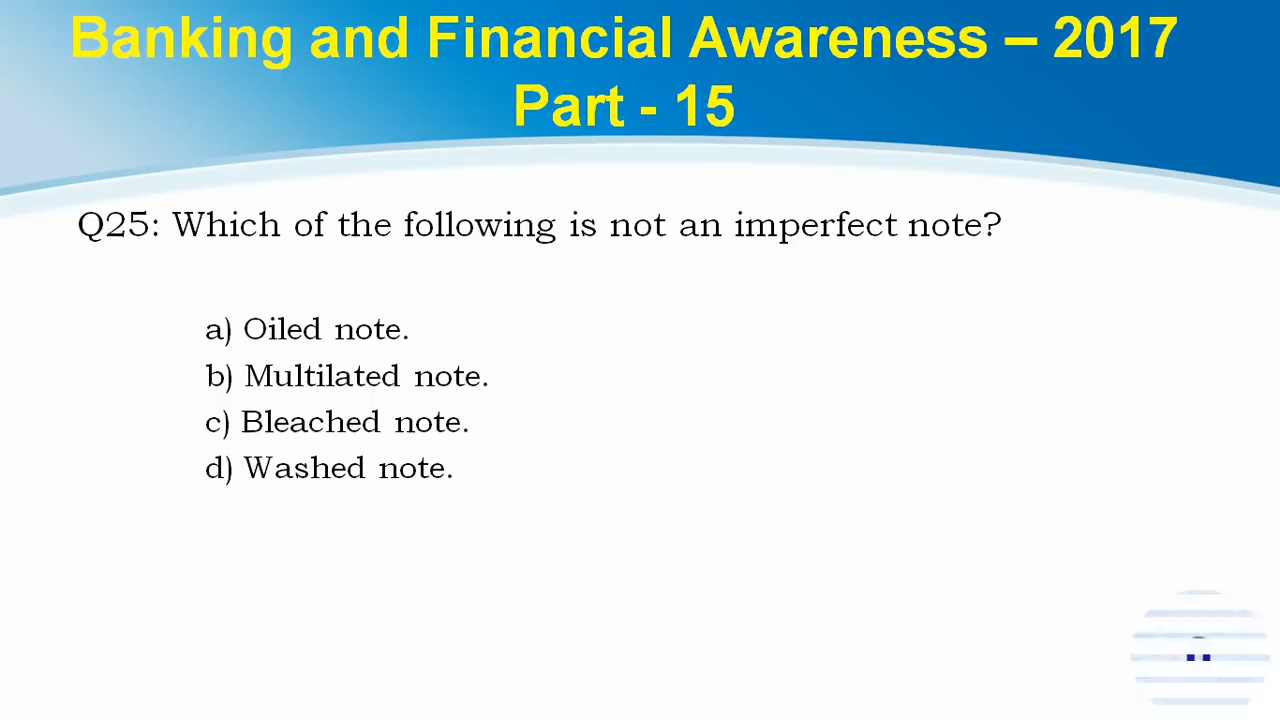 Banking and Financial Awareness – 2017
Part - 15
Q25: Which of the following is not an imperfect note?
a) Oiled note.
b) Multilated note.
c) Bleached note.
d) Washed note.